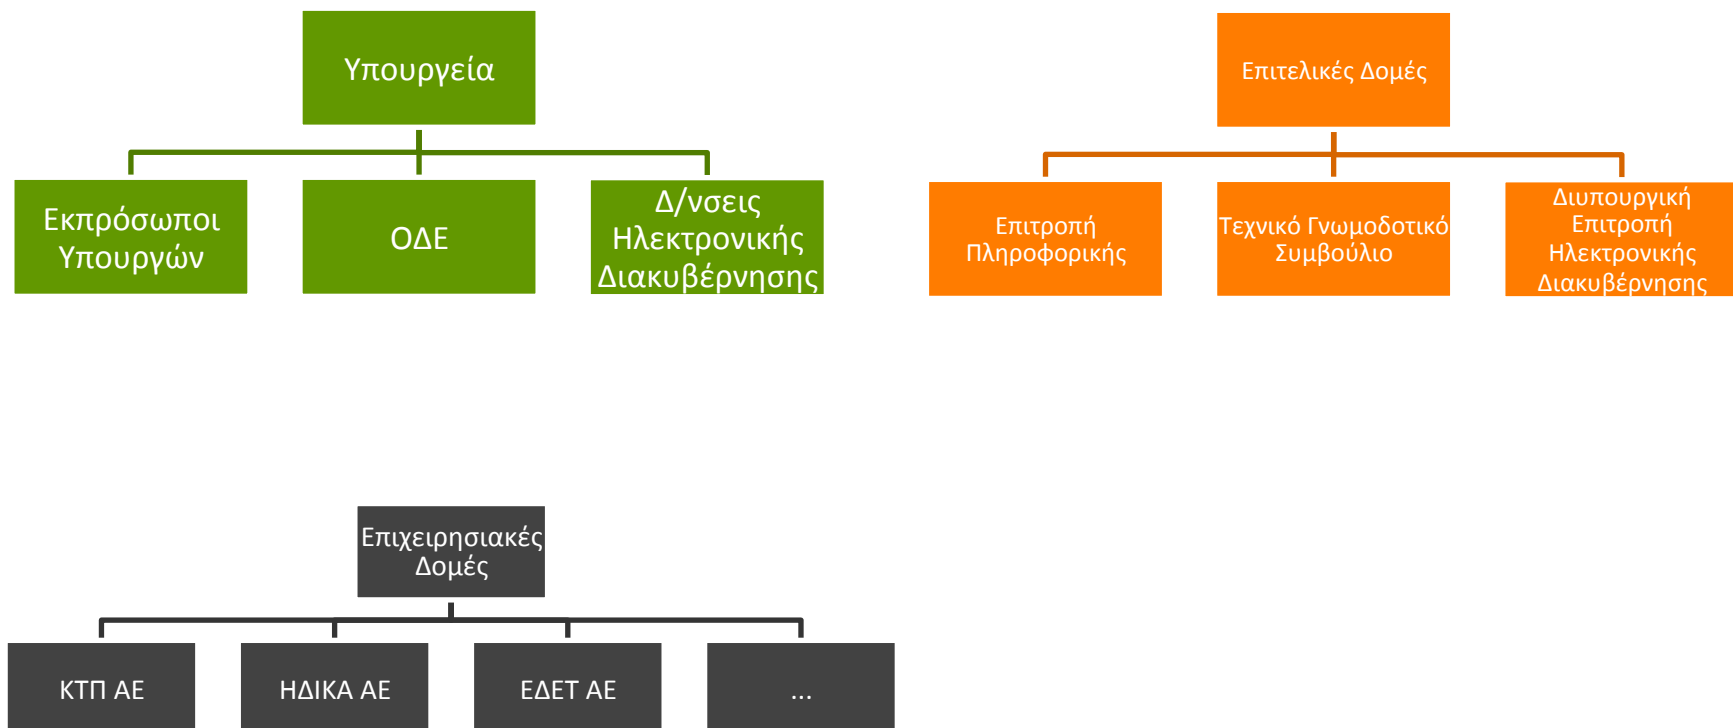 Υπουργεία
Εκπρόσωποι
Υπουργών
ΟΔΕ
Δ/νσεις
Ηλεκτρονικής
Διακυβέρνησης
Επιτελικές Δομές
Επιτροπή
Πληροφορικής
Τεχνικό Γνωμοδοτικό
Συμβούλιο
Διυπουργική
Επιτροπή
Ηλεκτρονικής
Διακυβέρνησης
Επιχειρησιακές
Δομές
ΚΤΠ ΑΕ
ΗΔΙΚΑ ΑΕ
ΕΔΕΤ ΑΕ
...